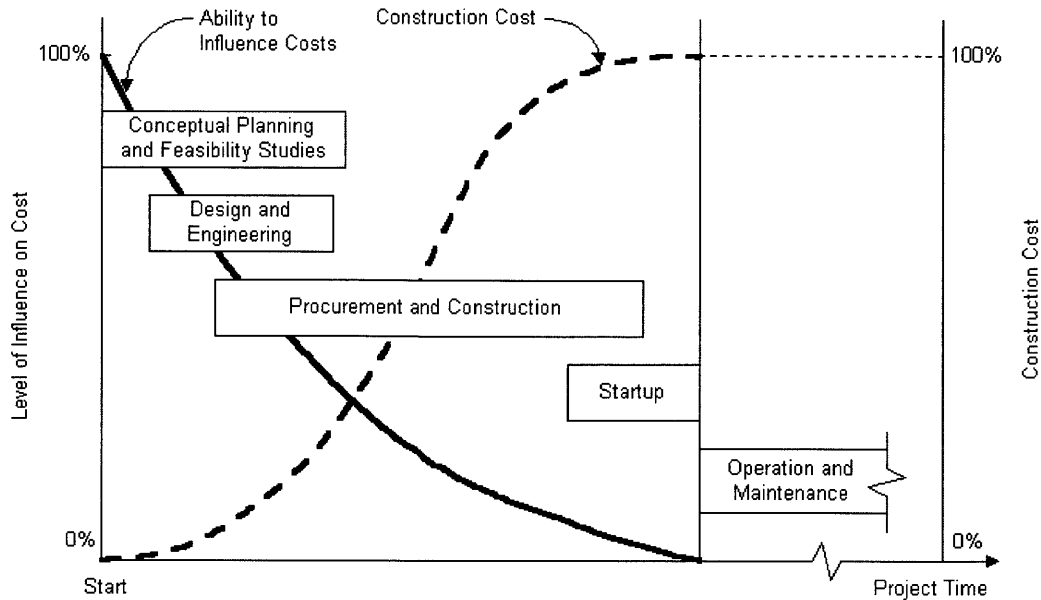 Ability to
Influence Costs
Construction Cost
100%
100%
Conceptual Planning
and Feasibility Studies
Design and
Engineering
Procurement and Construction
Startup
Operation and
Maintenance
Level of Influence on Cost
Construction Cost
0%
0%
Start
Project Time